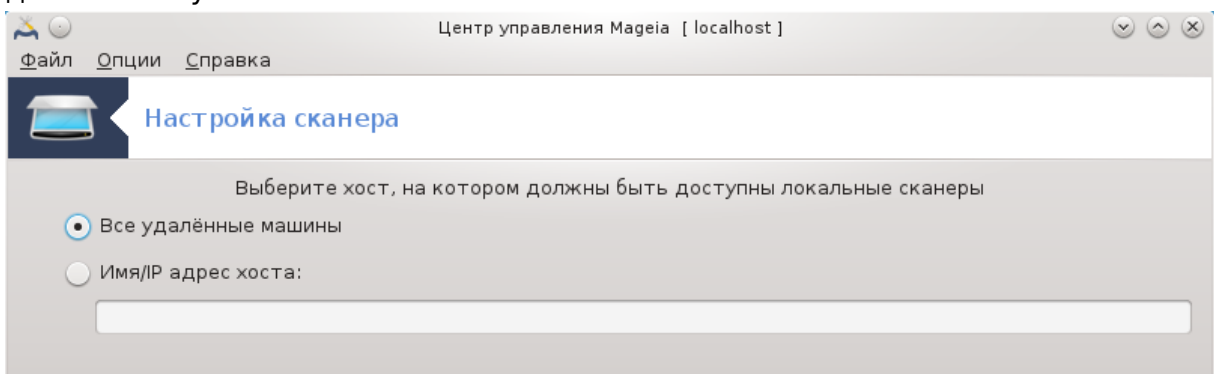 Центр управления Mageia [ localhost ]
Файл Опции Справка
Настройка сканера
Выберите хост, на котором должны быть доступны локальные сканеры
Все удалённые машины
Имя/IP адрес хоста: